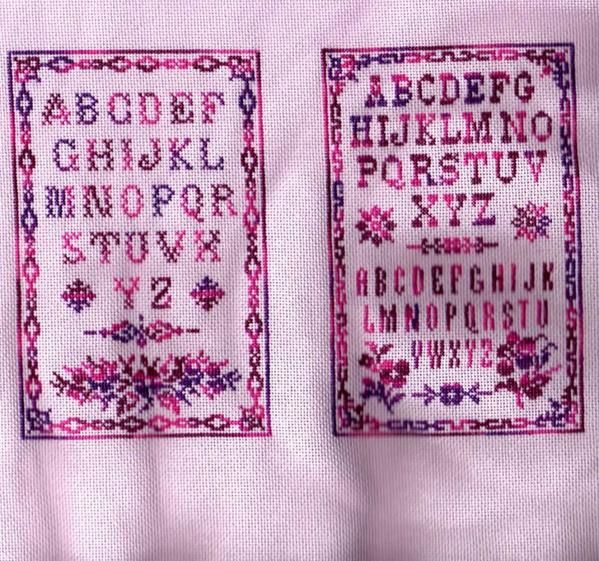 ABCDEF
GHIJKL
MNOPQR
STUVX
YZ
ABCDEFG
HIJKLMNO
PQRSTUV
XYZ
ABCDEFGHIJK
LMNOPQRSTU
VWXYZ